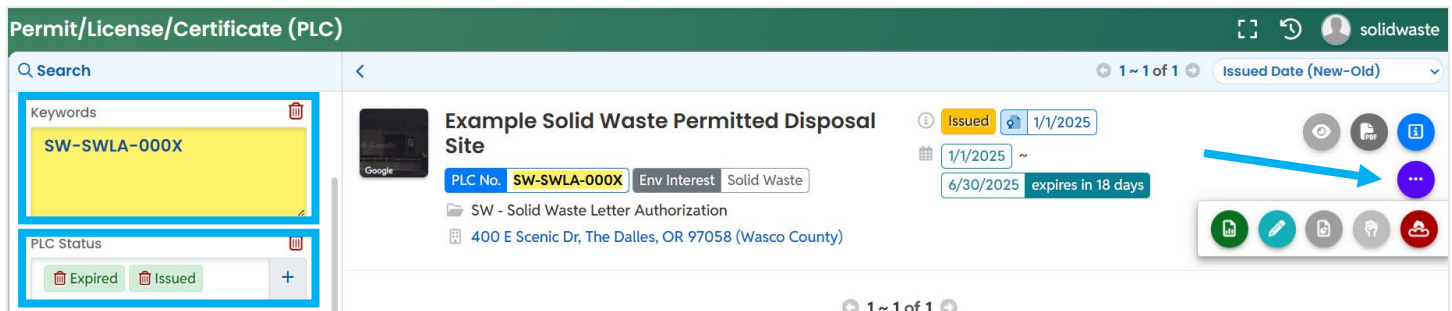 Permit/License/Certificate (PLC)
solidwaste
Search
1 ~ 1 of 1
Issued Date (New-Old)
Keywords
SW-SWLA-000X
PLC Status
Expired
Issued
+
Google
Example Solid Waste Permitted Disposal
Site
PLC No. SW-SWLA-000X Env Interest Solid Waste
SW - Solid Waste Letter Authorization
400 E Scenic Dr, The Dalles, OR 97058 (Wasco County)
Issued 1/1/2025
1/1/2025 ~
6/30/2025 expires in 18 days
PDF
1 ~ 1 of 1